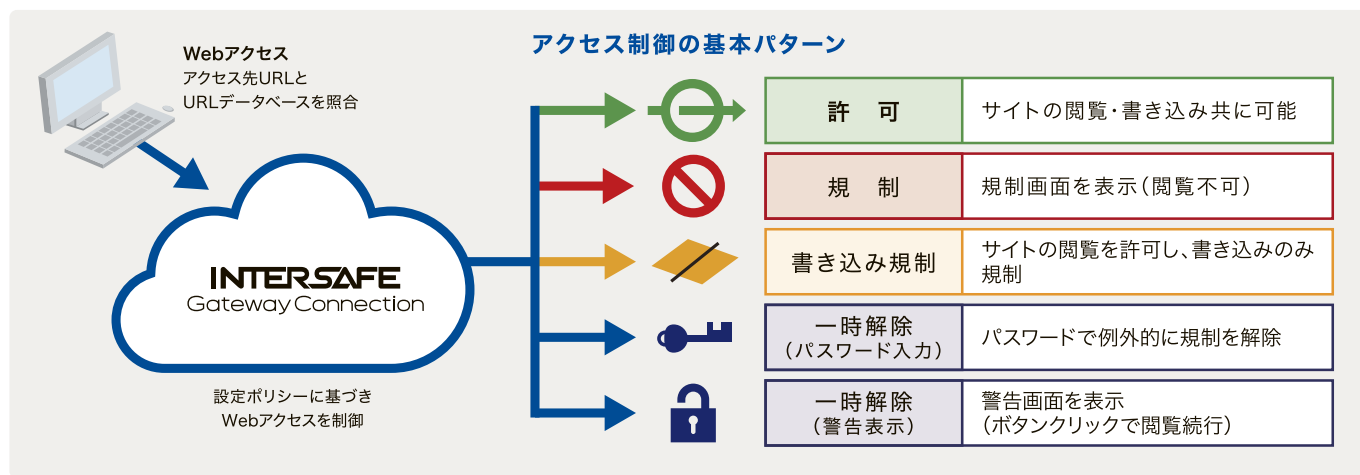 Webアクセス
アクセス先URLと
URLデータベースを照合
INTERSAFE
Gateway Connection
設定ポリシーに基づき
Webアクセスを制御
アクセス制御の基本パターン
許 可
サイトの閲覧・書き込み共に可能
規 制
規制画面を表示（閲覧不可）
書き込み規制
サイトの閲覧を許可し、書き込みのみ
規制
一時解除
（パスワード入力）
パスワードで例外的に規制を解除
一時解除
（警告表示）
警告画面を表示
（ボタンクリックで閲覧続行）